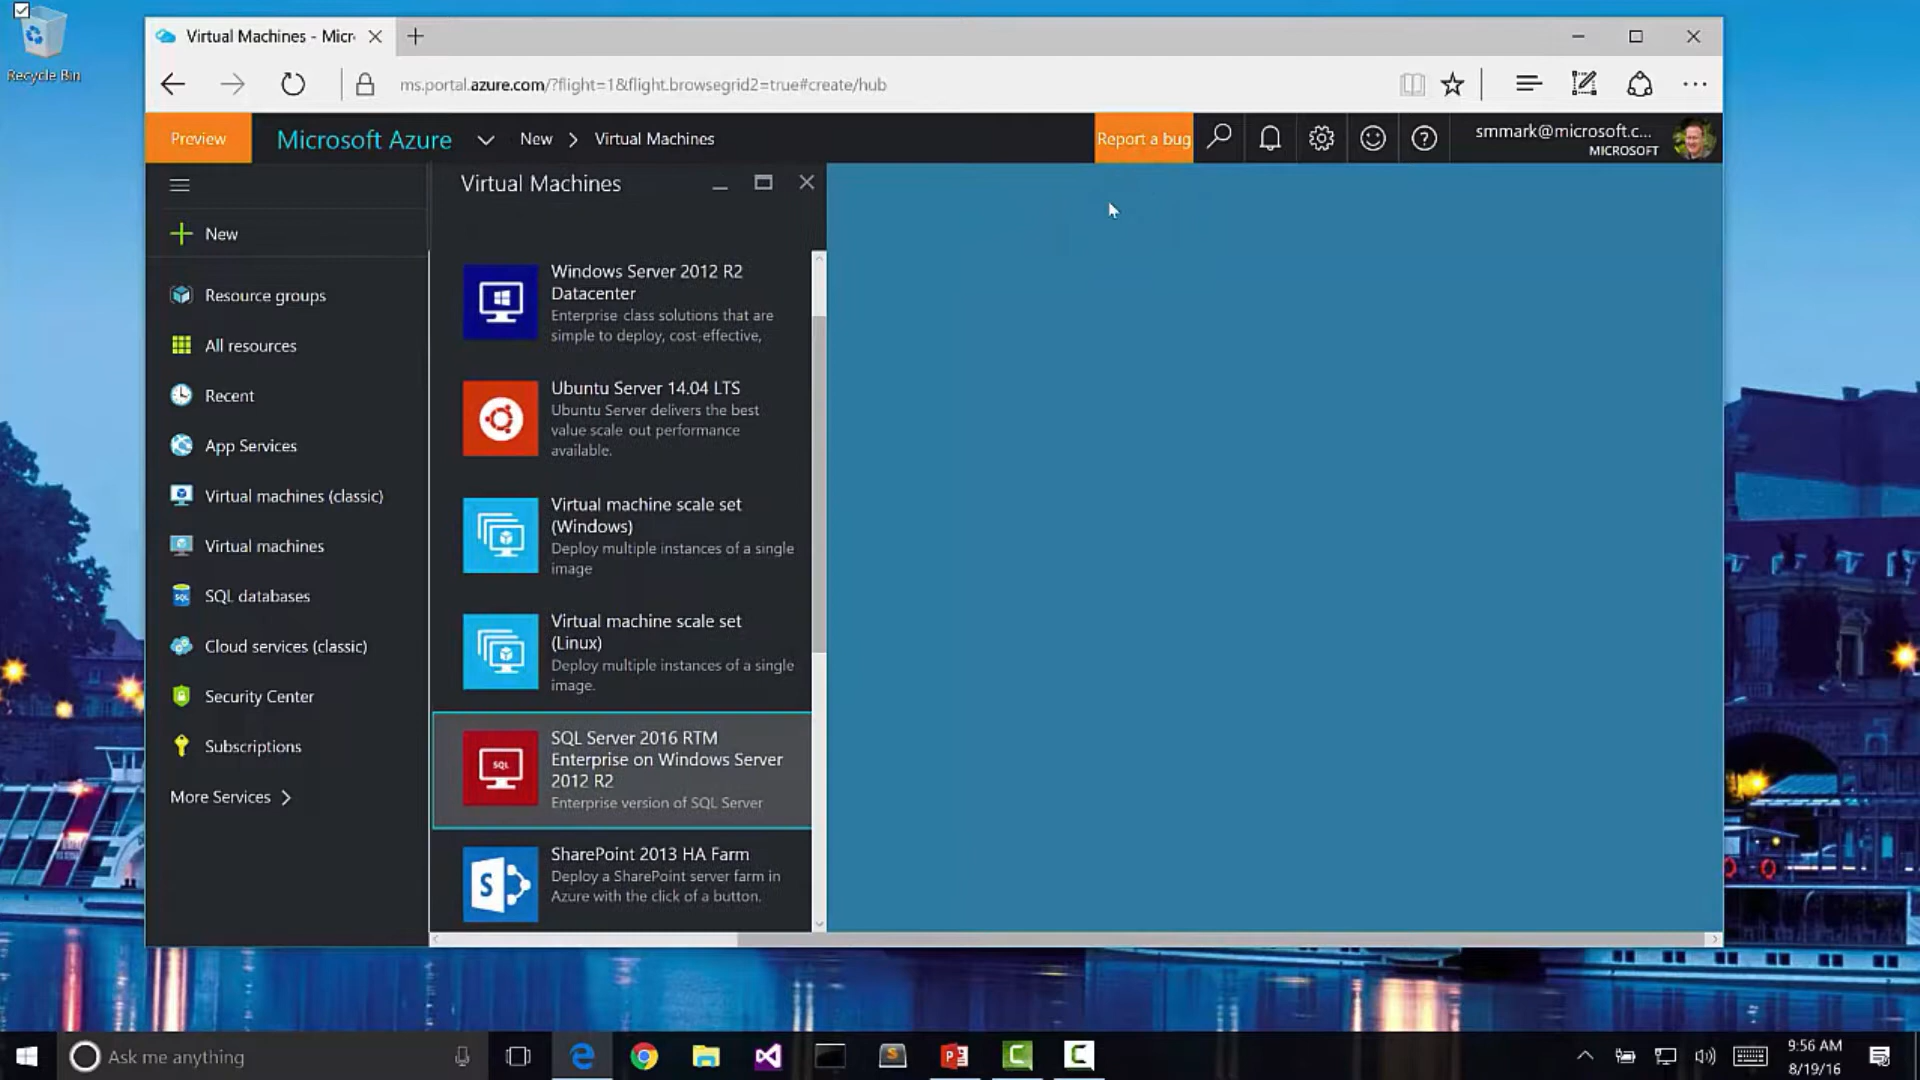 Recycle Bin
Virtual Machines - Micr
ms.portal.azure.com/?flight=1&flight.browsegrid2=true#create/hub
Preview
Microsoft Azure
New
Virtual Machines
Report a bug
smmark@microsoft.c...
MICROSOFT
New
Resource groups
All resources
Recent
App Services
Virtual machines (classic)
Virtual machines
SQL databases
Cloud services (classic)
Security Center
Subscriptions
More Services
Virtual Machines
Windows Server 2012 R2
Datacenter
Enterprise class solutions that are
simple to deploy, cost-effective,
Ubuntu Server 14.04 LTS
Ubuntu Server delivers the best
value scale out performance
available.
Virtual machine scale set
(Windows)
Deploy multiple instances of a single
image
Virtual machine scale set
(Linux)
Deploy multiple instances of a single
image.
SQL
SQL Server 2016 RTM
Enterprise on Windows Server
2012 R2
Enterprise version of SQL Server
SharePoint 2013 HA Farm
Deploy a SharePoint server farm in
Azure with the click of a button.
Ask me anything
9:56 AM
8/19/16